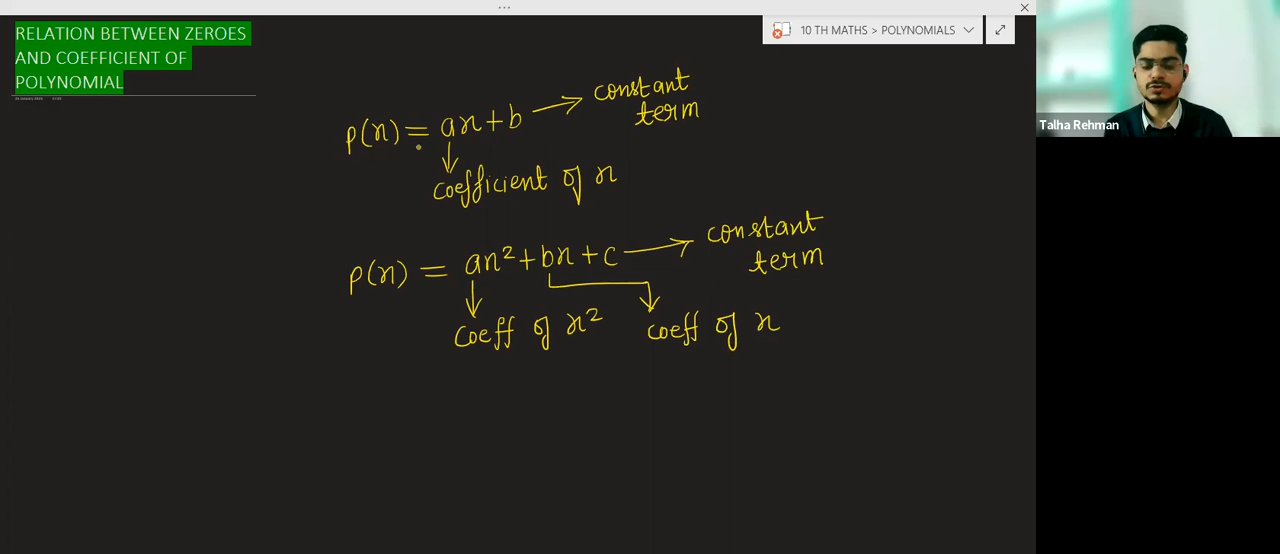 RELATION BETWEEN ZEROES
AND COEFFICIENT OF
POLYNOMIAL
10 TH MATHS > POLYNOMIALS
Talha Rehman
p(x) = ax + b → constant
term
coefficient of x
p(x) = ax² + bx + c → constant
term
coeff of x² coeff of x